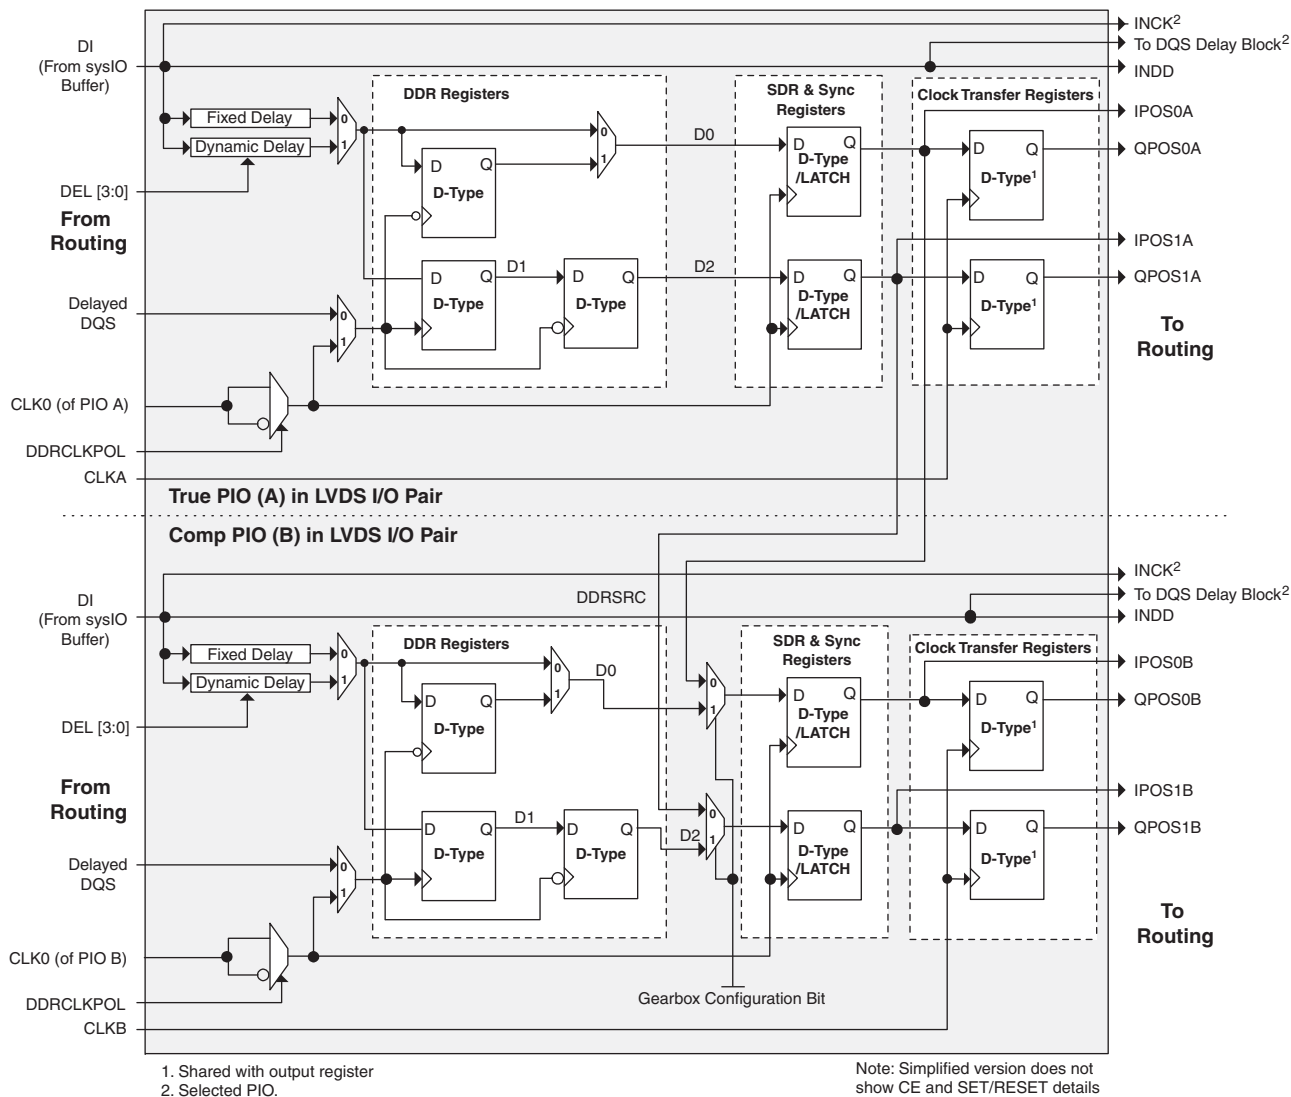 INCK2
To DQS Delay Block2
INDD
DI
(From sysIO
Buffer)
DDR Registers
SDR & Sync
Registers
Clock Transfer Registers
Fixed Delay
Dynamic Delay
0
1
0
1
D0
D Q
D-Type
D Q
D-Type
/LATCH
D Q
D-Type1
IPOS0A
QPOS0A
DEL [3:0]
From
Routing
D Q
D-Type
D1
D Q
D-Type
D2
D Q
D-Type
/LATCH
D Q
D-Type1
IPOS1A
QPOS1A
Delayed
DQS
0
1
To
Routing
CLK0 (of PIO A)
DDRCLKPOL
CLKA
True PIO (A) in LVDS I/O Pair
Comp PIO (B) in LVDS I/O Pair
INCK2
To DQS Delay Block2
INDD
DI
(From sysIO
Buffer)
DDRSRC
DDR Registers
SDR & Sync
Registers
Clock Transfer Registers
Fixed Delay
Dynamic Delay
0
1
0
1
D0
0
1
D Q
D-Type
D Q
D-Type
/LATCH
D Q
D-Type1
IPOS0B
QPOS0B
DEL [3:0]
From
Routing
D Q
D-Type
D1
D Q
D-Type
D2
0
1
D Q
D-Type
/LATCH
D Q
D-Type1
IPOS1B
QPOS1B
Delayed
DQS
0
1
To
Routing
CLK0 (of PIO B)
DDRCLKPOL
CLKB
Gearbox Configuration Bit
1. Shared with output register
2. Selected PIO.
Note: Simplified version does not
show CE and SET/RESET details